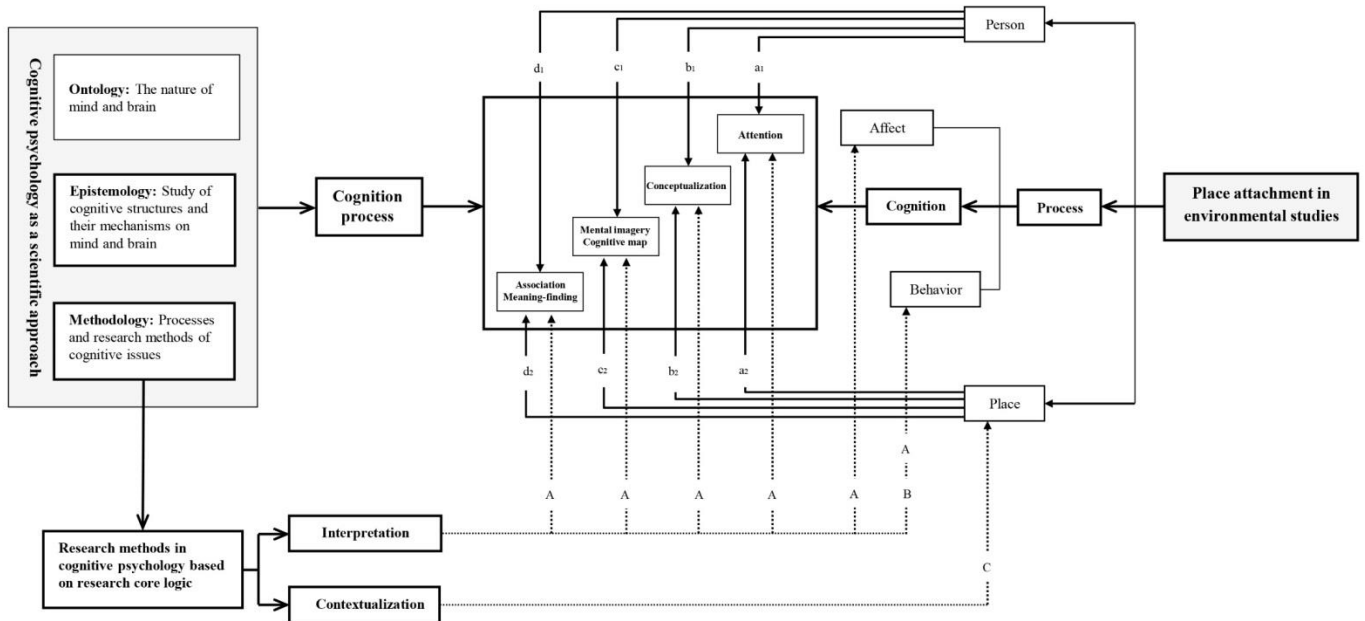 Cognitive psychology as a scientific approach
Ontology: The nature of
mind and brain
Epistemology: Study of
cognitive structures and
their mechanisms on
mind and brain
Methodology: Processes
and research methods of
cognitive issues
Cognition
process
Person
d1
c1
b1
a1
Attention
Conceptualization
Mental imagery
Cognitive map
Association
Meaning-finding
Affect
Cognition
Process
Place attachment in
environmental studies
Behavior
d2
c2
b2
a2
Place
A
A
A
A
A
A
B
C
Research methods in
cognitive psychology based
on research core logic
Interpretation
Contextualization